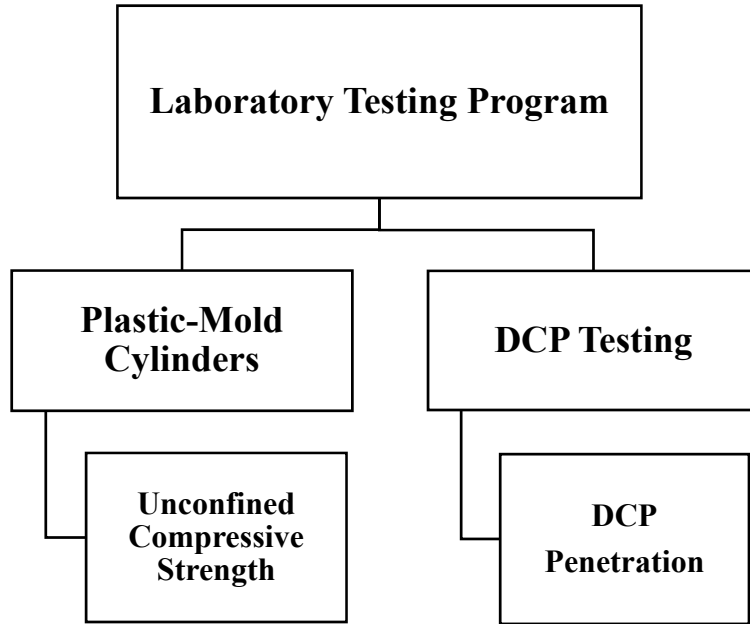 Laboratory Testing Program
Plastic-Mold
Cylinders
DCP Testing
Unconfined
Compressive
Strength
DCP
Penetration